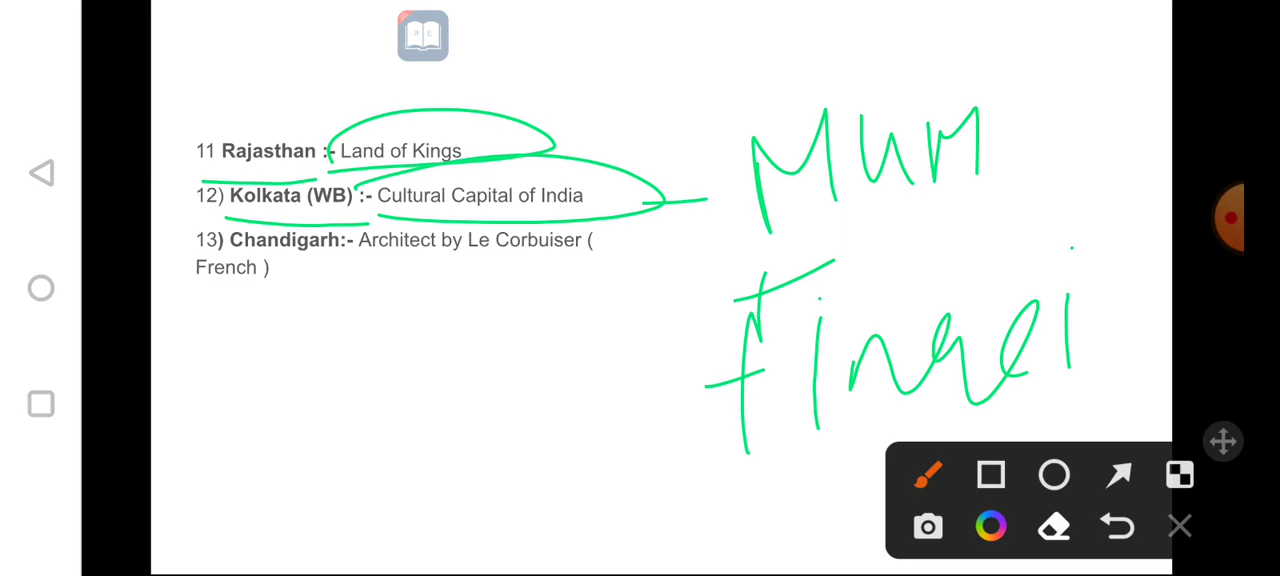 11 Rajasthan :- Land of Kings
12) Kolkata (WB) :- Cultural Capital of India
13) Chandigarh:- Architect by Le Corbuiser (
French )
Mum